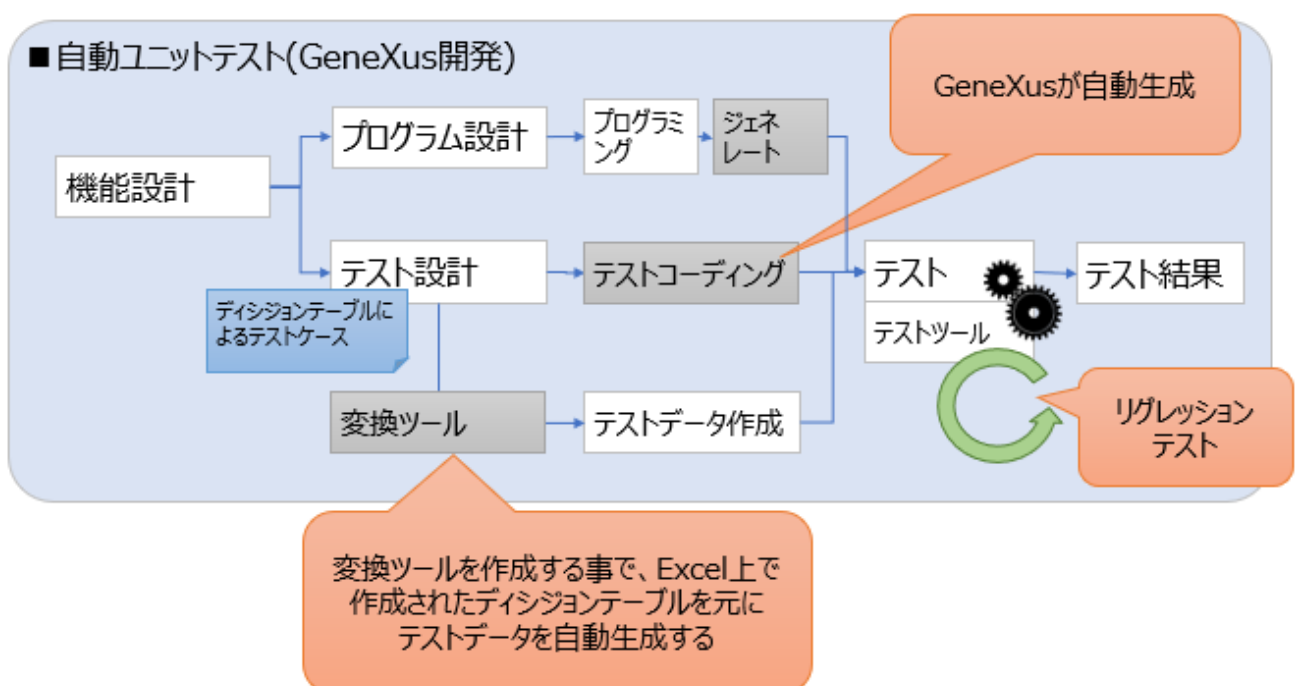 ■自動ユニットテスト(GeneXus開発)
GeneXusが自動生成
プログラム設計
プログラミ
ング
ジェネ
レート
機能設計
テスト設計
テストコーディング
テスト
テスト結果
ディシジョンテーブルに
よるテストケース
テストツール
変換ツール
テストデータ作成
リグレッション
テスト
変換ツールを作成する事で、Excel上で
作成されたディシジョンテーブルを元に
テストデータを自動生成する